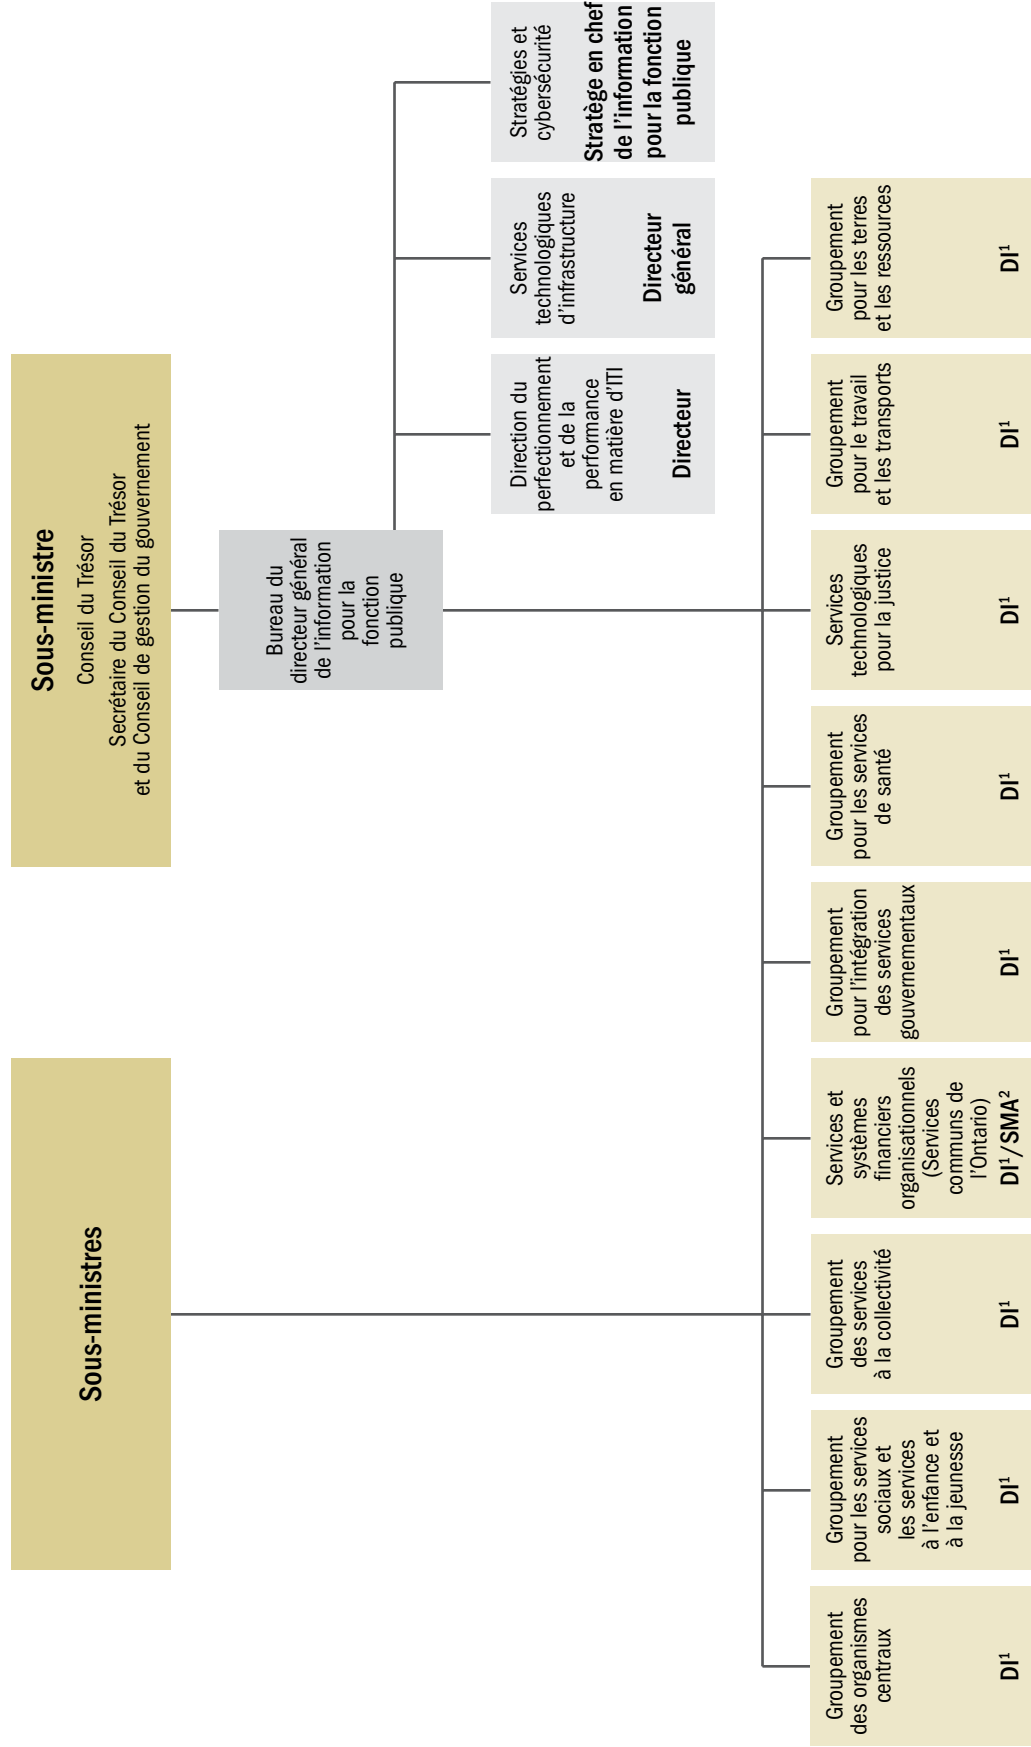 Sous-ministres
Sous-ministre
Conseil du Trésor
Secrétaire du Conseil du Trésor
et du Conseil de gestion du gouvernement
Bureau du
directeur général
de l'information
pour la
fonction
publique
Direction du
perfectionnement
et de la
performance
en matière d'ITI
Directeur
Services
technologiques
d'infrastructure
Directeur
général
Stratégies et
cybersécurité
Stratège en chef
de l'information
pour la fonction
publique
Groupement
des organismes
centraux
DI¹
Groupement
pour les services
sociaux et
les services
à l'enfance et
à la jeunesse
DI¹
Groupement
des services
à la collectivité
DI¹
Services et
systèmes
financiers
organisationnels
(Services
communs de
l'Ontario)
DI¹/SMA²
Groupement
pour l'intégration
des services
gouvernementaux
DI¹
Groupement
pour les services
de santé
DI¹
Services
technologiques
pour la justice
DI¹
Groupement
pour le travail
et les transports
DI¹
Groupement
pour les terres
et les ressources
DI¹